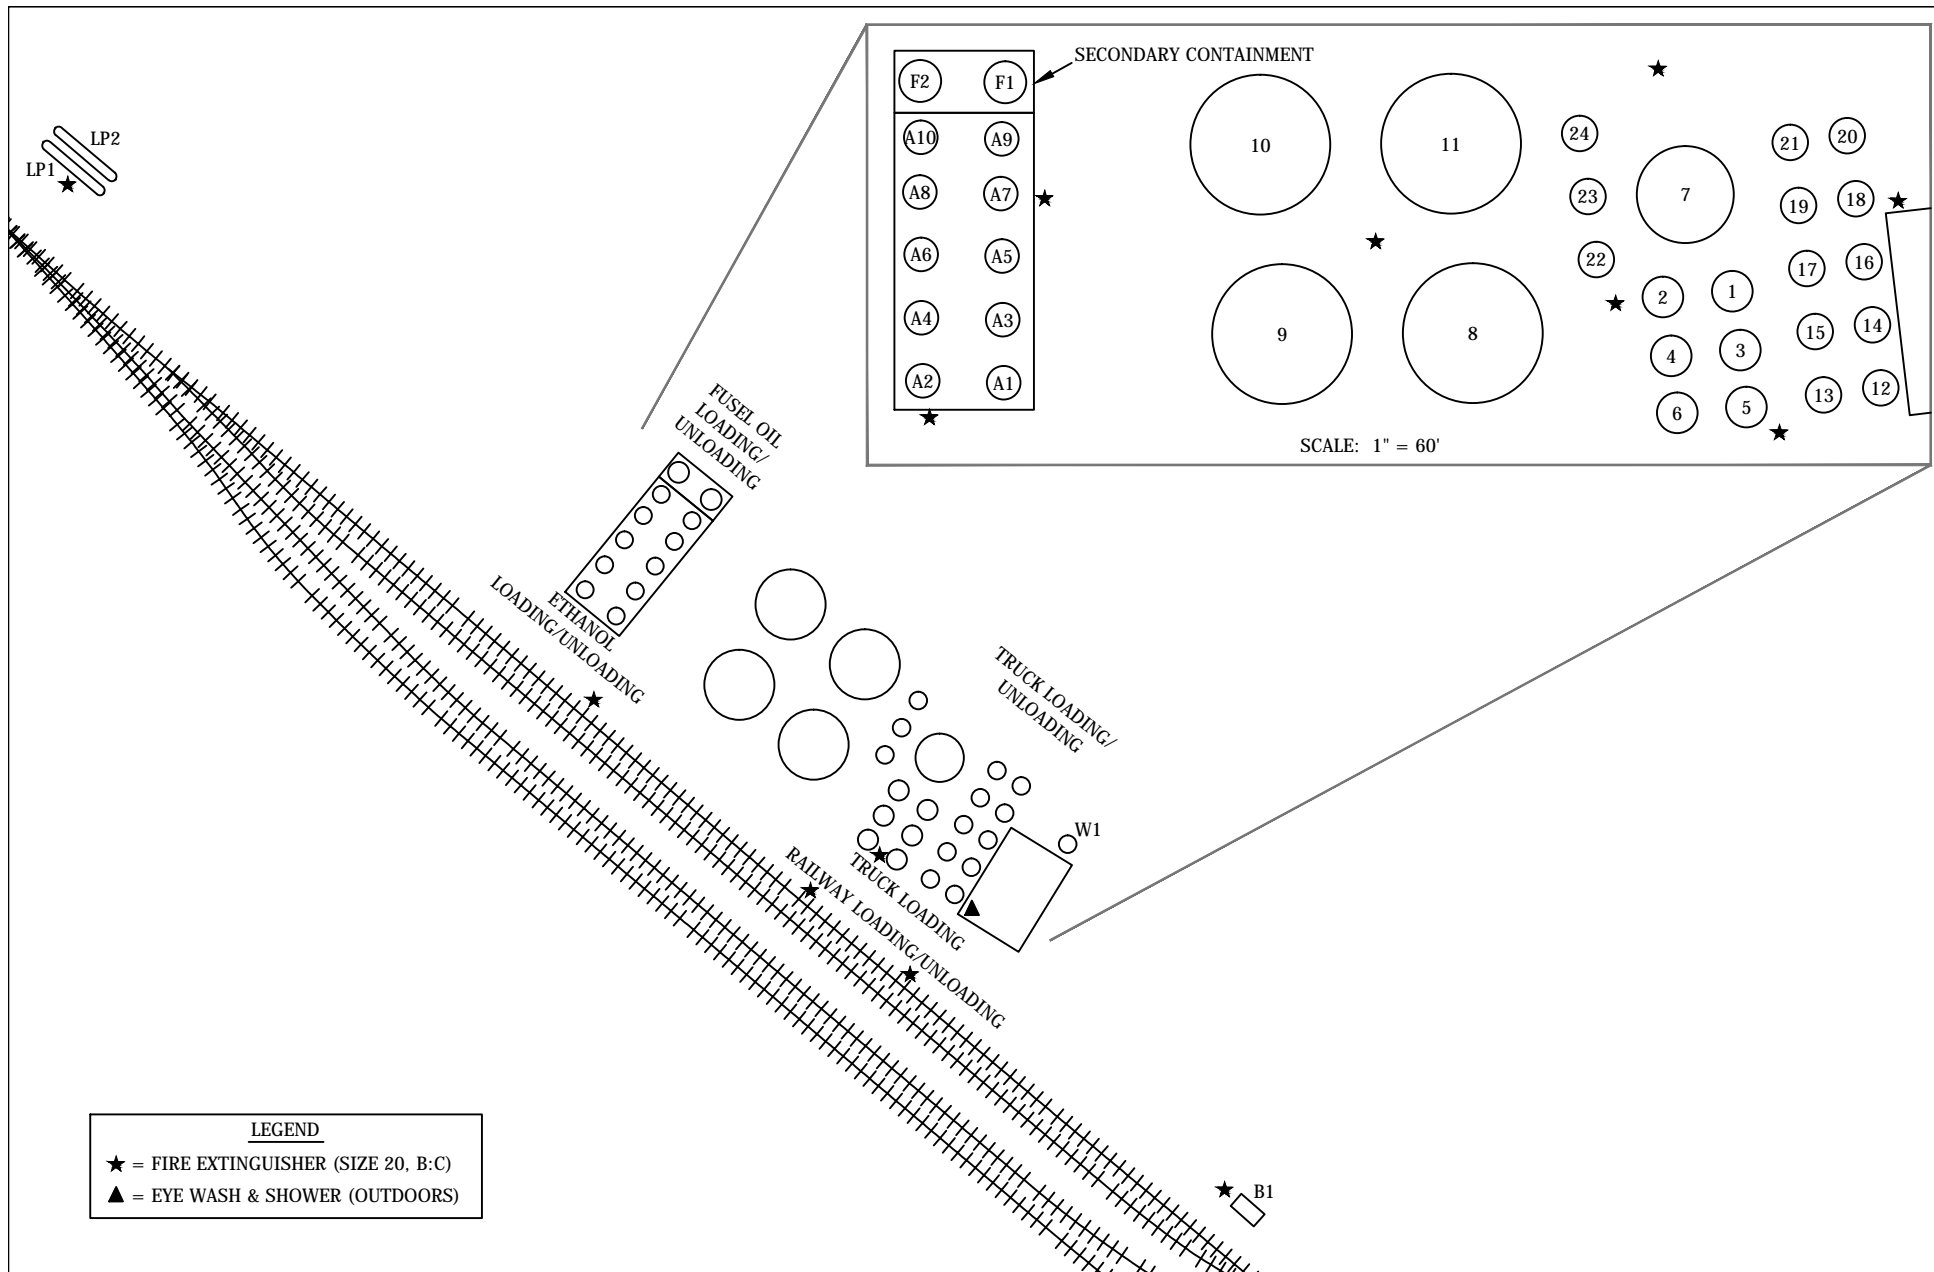 SECONDARY CONTAINMENT
F2
F1
A10
A9
A8
A7
A6
A5
A4
A3
A2
A1
10
11
9
8
24
23
22
7
21
20
19
18
17
16
15
14
13
12
2
1
4
3
6
5
SCALE: 1" = 60'
LP2
LP1
FUSEL OIL
LOADING/
UNLOADING
ETHANOL
LOADING/UNLOADING
TRUCK LOADING/
UNLOADING
W1
TRUCK LOADING
RAILWAY LOADING/UNLOADING
B1
LEGEND
★ = FIRE EXTINGUISHER (SIZE 20, B:C)
▲ = EYE WASH & SHOWER (OUTDOORS)